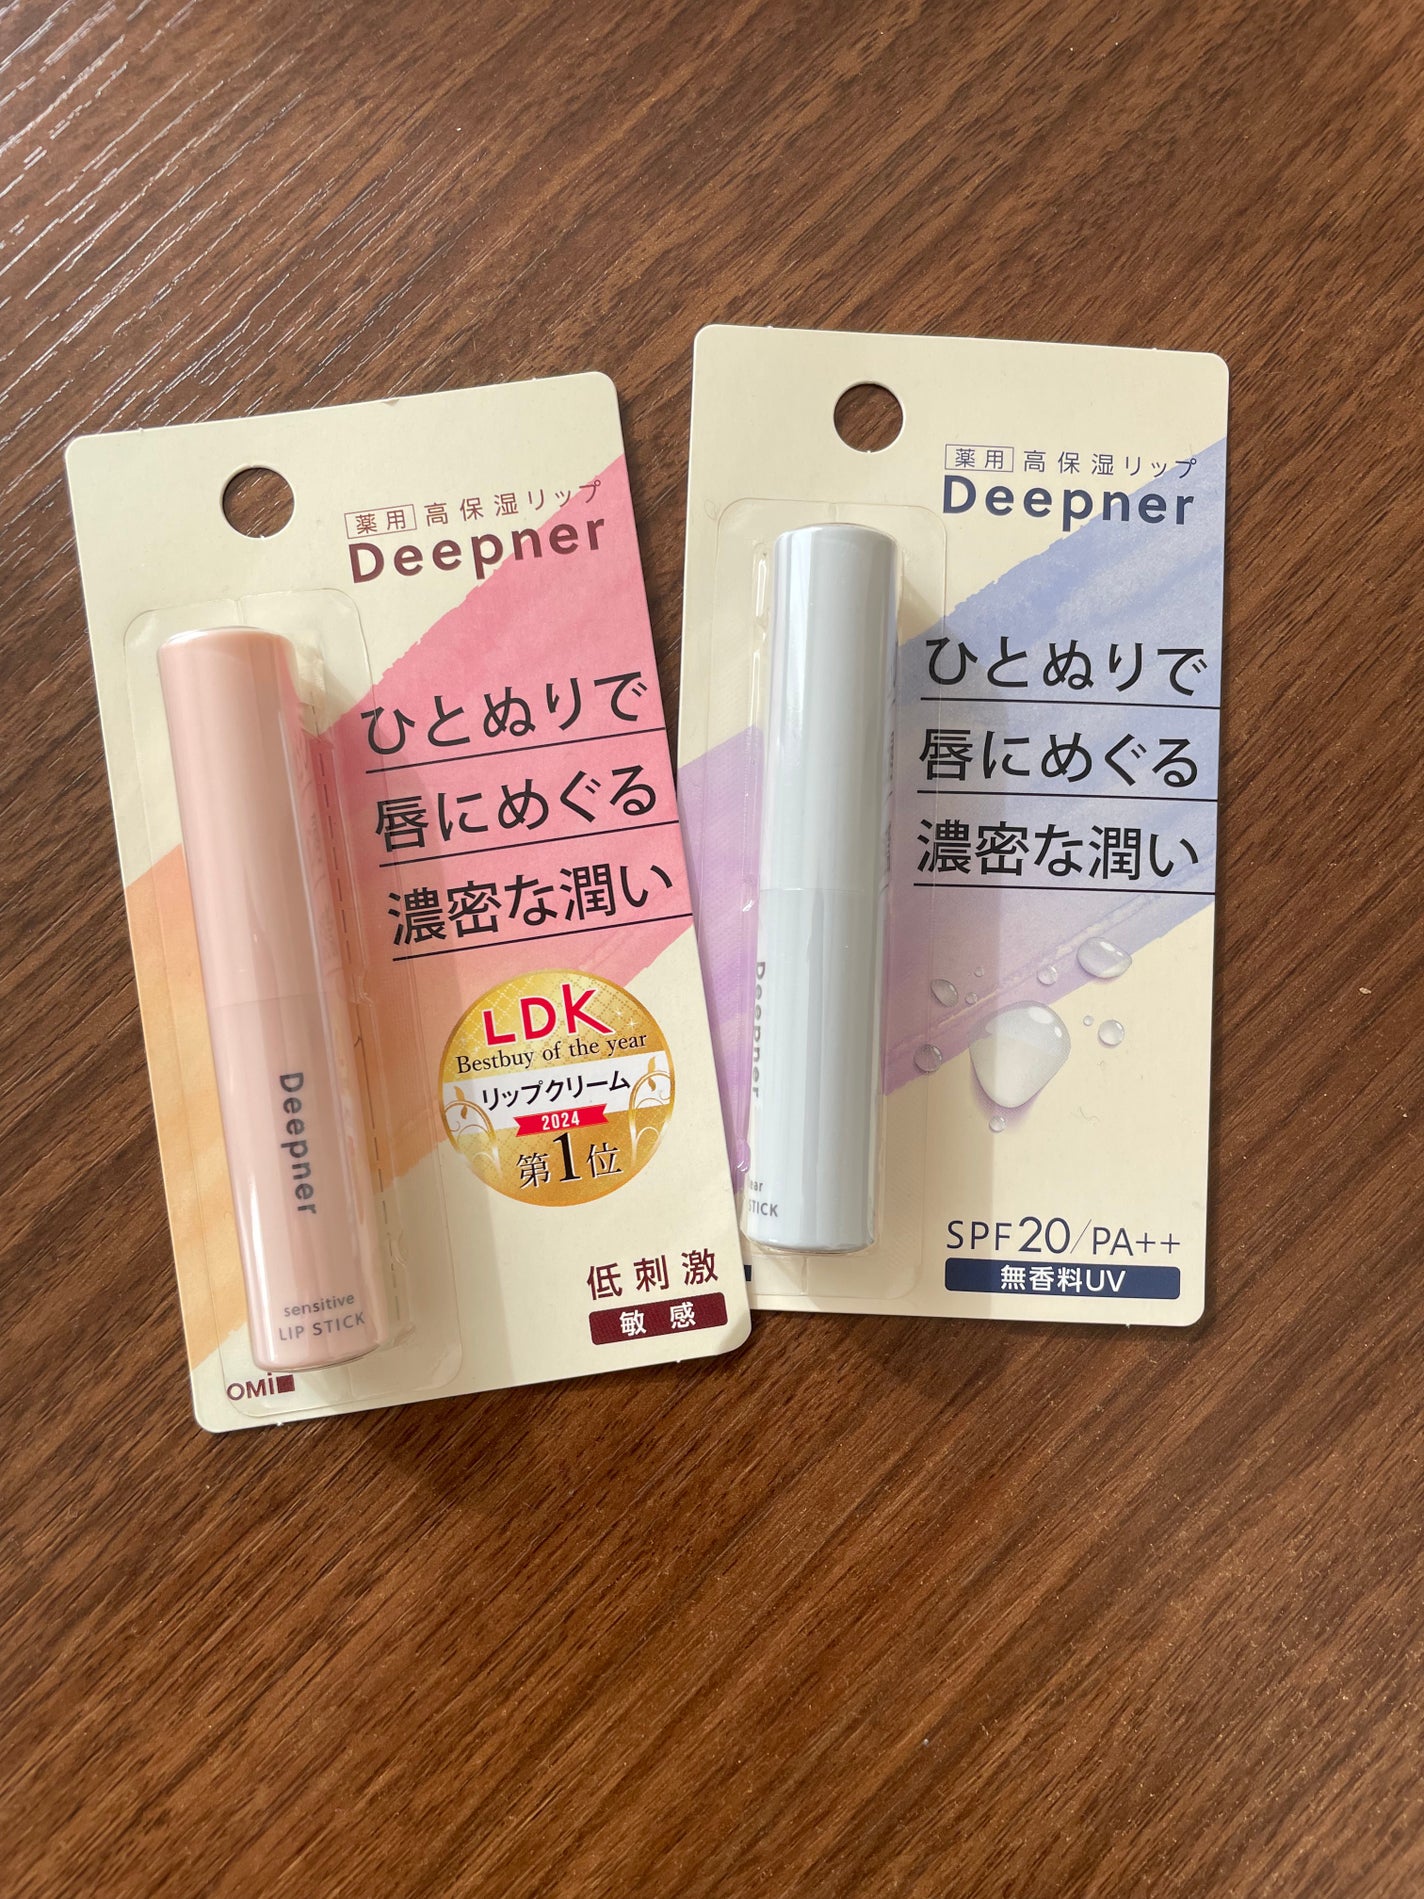 薬用 高保湿リップ
Deepner
ひとぬりで
唇にめぐる
濃密な潤い
LDK
Bestbuy of the year
リップクリーム
2024
第1位
低刺激
敏感
Deepner
sensitive
LIP STICK
OMI
薬用 高保湿リップ
Deepner
ひとぬりで
唇にめぐる
濃密な潤い
SPF20/PA++
無香料UV
Deepner
STICK